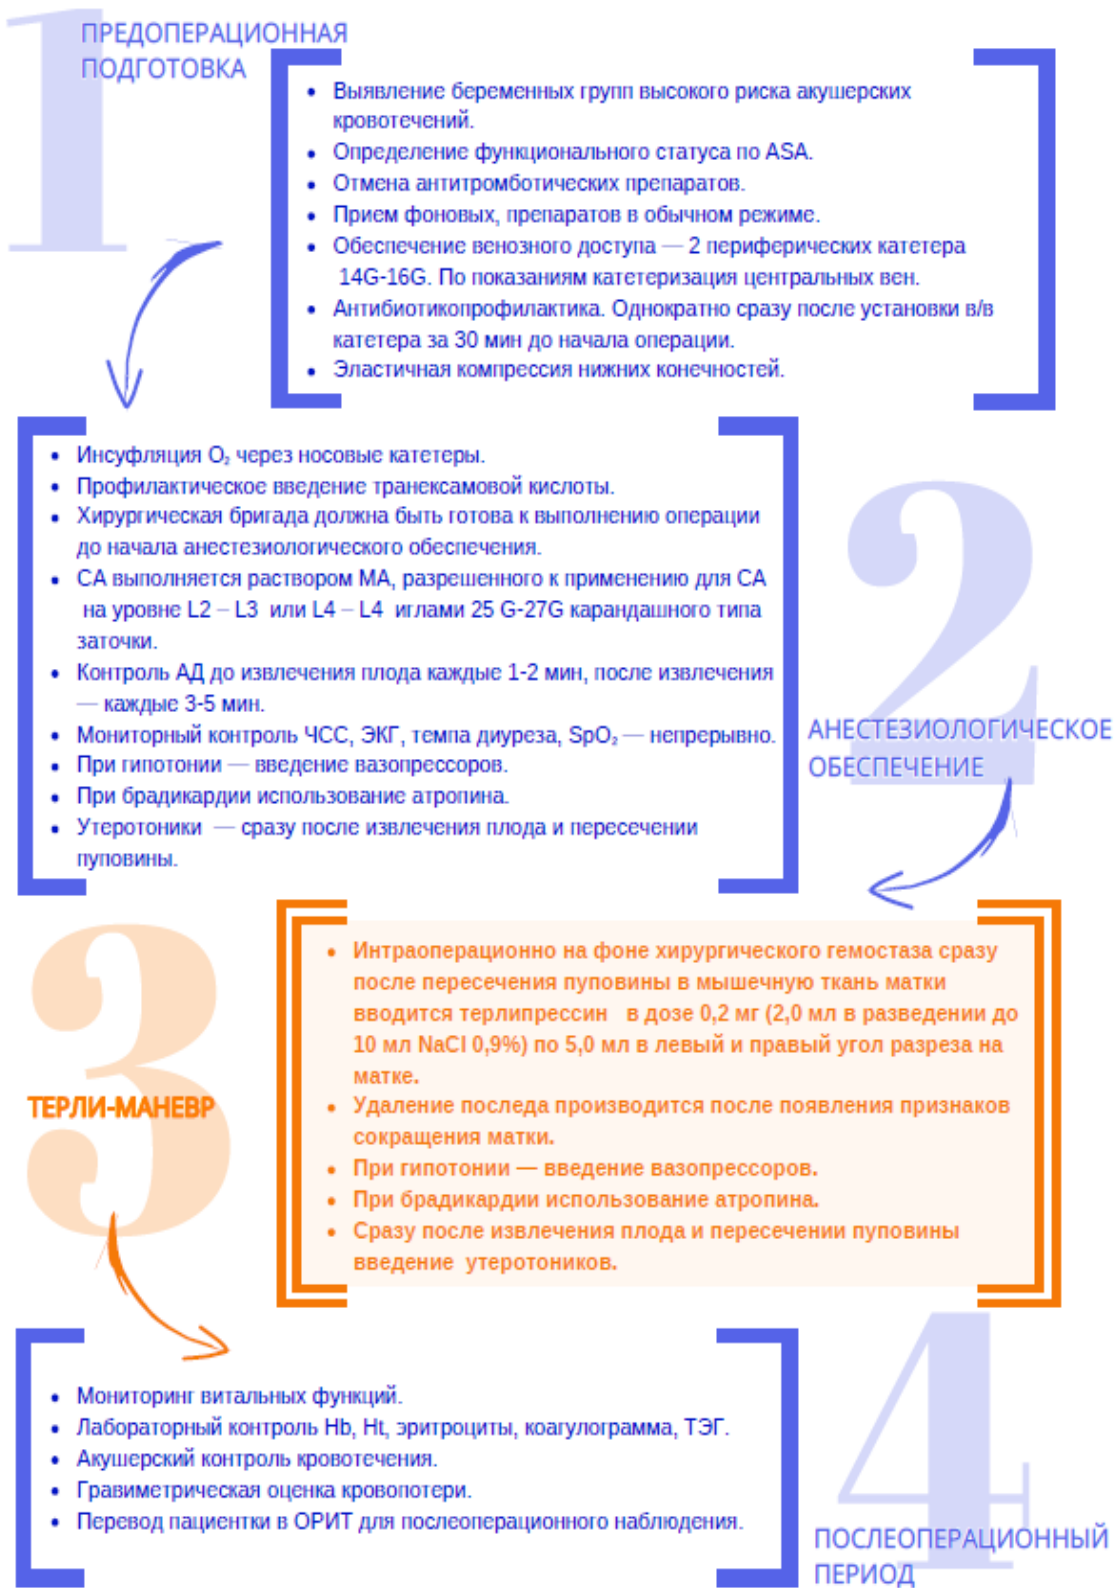 ПРЕДОПЕРАЦИОННАЯ
ПОДГОТОВКА
1
• Выявление беременных групп высокого риска акушерских
кровотечений.
• Определение функционального статуса по ASA.
• Отмена антитромботических препаратов.
• Прием фоновых, препаратов в обычном режиме.
• Обеспечение венозного доступа — 2 периферических катетера
14G-16G. По показаниям катетеризация центральных вен.
• Антибиотикопрофилактика. Однократно сразу после установки в/в
катетера за 30 мин до начала операции.
• Эластичная компрессия нижних конечностей.
• Инсуфляция O₂ через носовые катетеры.
• Профилактическое введение транексамовой кислоты.
• Хирургическая бригада должна быть готова к выполнению операции
до начала анестезиологического обеспечения.
• СА выполняется раствором МА, разрешенного к применению для СА
на уровне L2 – L3 или L4 – L4 иглами 25 G-27G карандашного типа
заточки.
• Контроль АД до извлечения плода каждые 1-2 мин, после извлечения
— каждые 3-5 мин.
• Мониторный контроль ЧСС, ЭКГ, темпа диуреза, SpO₂ — непрерывно.
• При гипотонии — введение вазопрессоров.
• При брадикардии использование атропина.
• Утеротоники — сразу после извлечения плода и пересечении
пуповины.
2
АНЕСТЕЗИОЛОГИЧЕСКОЕ
ОБЕСПЕЧЕНИЕ
3
ТЕРЛИ-МАНЕВР
• Интраоперационно на фоне хирургического гемостаза сразу
после пересечения пуповины в мышечную ткань матки
вводится терлипрессин в дозе 0,2 мг (2,0 мл в разведении до
10 мл NaCl 0,9%) по 5,0 мл в левый и правый угол разреза на
матке.
• Удаление последа производится после появления признаков
сокращения матки.
• При гипотонии — введение вазопрессоров.
• При брадикардии использование атропина.
• Сразу после извлечения плода и пересечении пуповины
введение утеротоников.
• Мониторинг витальных функций.
• Лабораторный контроль Hb, Ht, эритроциты, коагулограмма, ТЭГ.
• Акушерский контроль кровотечения.
• Гравиметрическая оценка кровопотери.
• Перевод пациентки в ОРИТ для послеоперационного наблюдения.
4
ПОСЛЕОПЕРАЦИОННЫЙ
ПЕРИОД